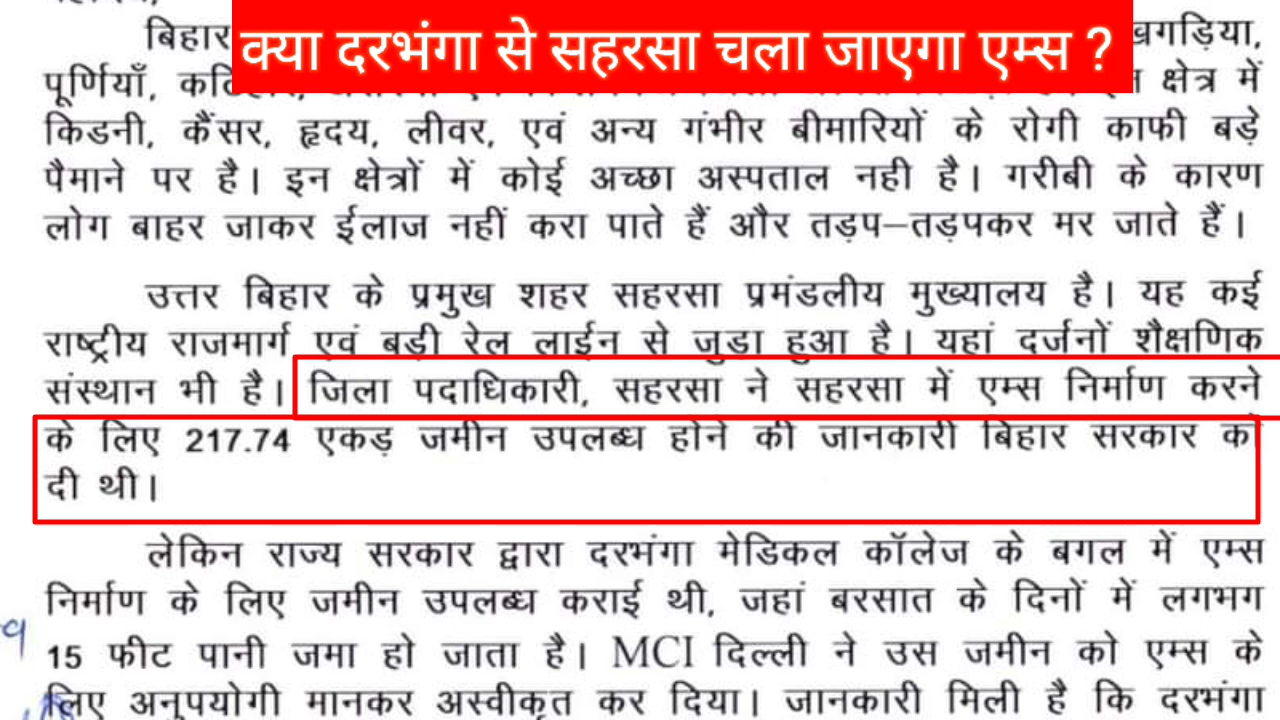 क्या दरभंगा से सहरसा चला जाएगा एम्स ?
बिहार खगड़िया,
पूर्णियाँ, क्षेत्र में
किडनी, कैंसर, हृदय, लीवर, एवं अन्य गंभीर बीमारियों के रोगी काफी बड़े
पैमाने पर है। इन क्षेत्रों में कोई अच्छा अस्पताल नही है। गरीबी के कारण
लोग बाहर जाकर ईलाज नहीं करा पाते हैं और तड़प–तड़पकर मर जाते हैं।
उत्तर बिहार के प्रमुख शहर सहरसा प्रमंडलीय मुख्यालय है। यह कई
राष्ट्रीय राजमार्ग एवं बड़ी रेल लाईन से जुडा हुआ है। यहां दर्जनों शैक्षणिक
संस्थान भी है। जिला पदाधिकारी, सहरसा ने सहरसा में एम्स निर्माण करने
के लिए 217.74 एकड़ जमीन उपलब्ध होने की जानकारी बिहार सरकार को
दी थी।
लेकिन राज्य सरकार द्वारा दरभंगा मेडिकल कॉलेज के बगल में एम्स
निर्माण के लिए जमीन उपलब्ध कराई थी, जहां बरसात के दिनों में लगभग
15 फीट पानी जमा हो जाता है। MCI दिल्ली ने उस जमीन को एम्स के
लिए अनुपयोगी मानकर अस्वीकृत कर दिया। जानकारी मिली है कि दरभंगा